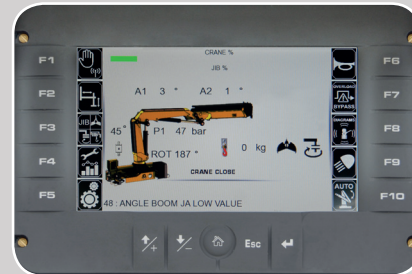 CRANE %
JIB %
F1
F2
F3
F4
F5
F6
F7
F8
F9
F10
A1 3 ° A2 1 °
45° P1 47 bar
0 kg
ROT 187 °
CRANE CLOSE
48 : ANGLE BOOM JA LOW VALUE
JIB
OVERLOAD
BYPASS
DIAGRAMS
AUTO
+
-
Esc